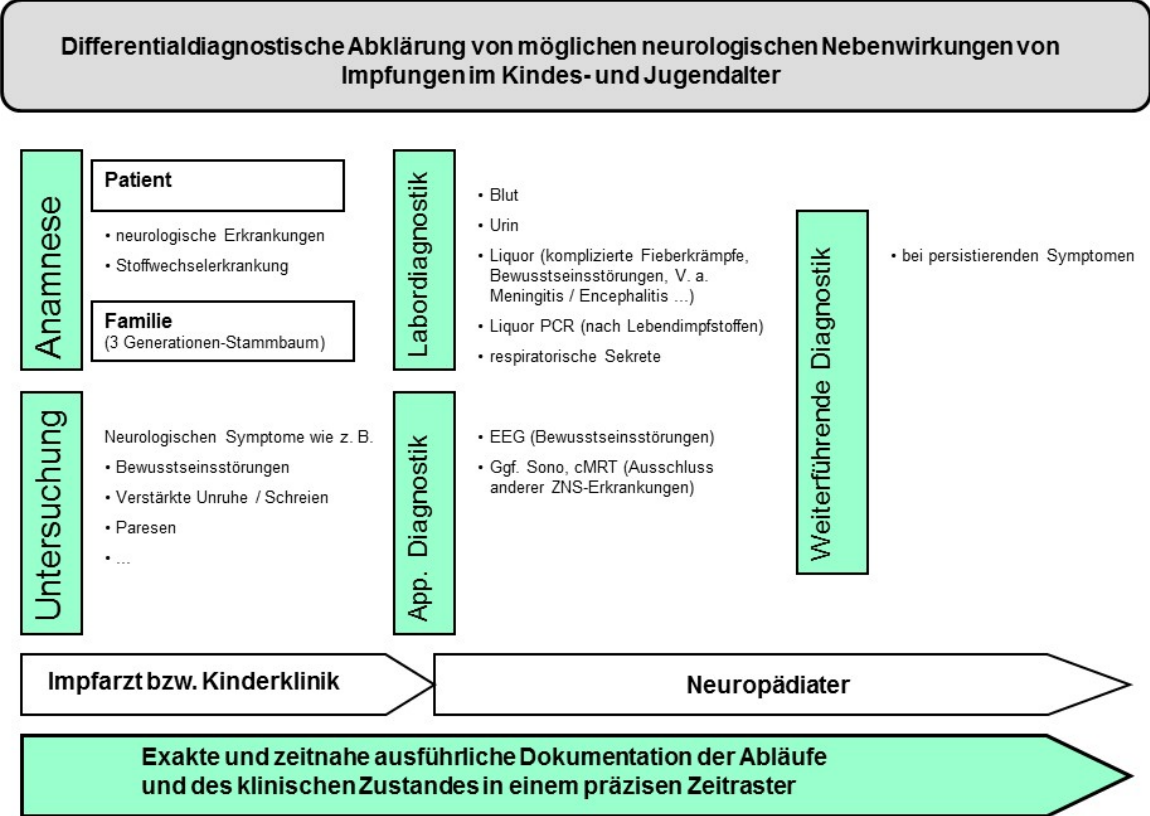 Differentialdiagnostische Abklärung von möglichen neurologischen Nebenwirkungen von
Impfungen im Kindes- und Jugendalter
Anamnese
Patient
• neurologische Erkrankungen
• Stoffwechselerkrankung
Familie
(3 Generationen-Stammbaum)
Untersuchung
Neurologischen Symptome wie z. B.
• Bewusstseinsstörungen
• Verstärkte Unruhe / Schreien
• Paresen
• ...
Labordiagnostik
• Blut
• Urin
• Liquor (komplizierte Fieberkrämpfe,
Bewusstseinsstörungen, V. a.
Meningitis / Encephalitis ...)
• Liquor PCR (nach Lebendimpfstoffen)
• respiratorische Sekrete
App. Diagnostik
• EEG (Bewusstseinsstörungen)
• Ggf. Sono, cMRT (Ausschluss
anderer ZNS-Erkrankungen)
Weiterführende Diagnostik
• bei persistierenden Symptomen
Impfarzt bzw. Kinderklinik
Neuropädiater
Exakte und zeitnahe ausführliche Dokumentation der Abläufe
und des klinischen Zustandes in einem präzisen Zeitraster